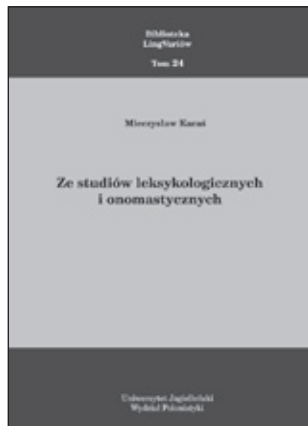 Biblioteka
LingVariów
Tom 24
Mieczysław Karaś
Ze studiów leksykologicznych
i onomastycznych
Uniwersytet Jagielloński
Wydział Polonistyki